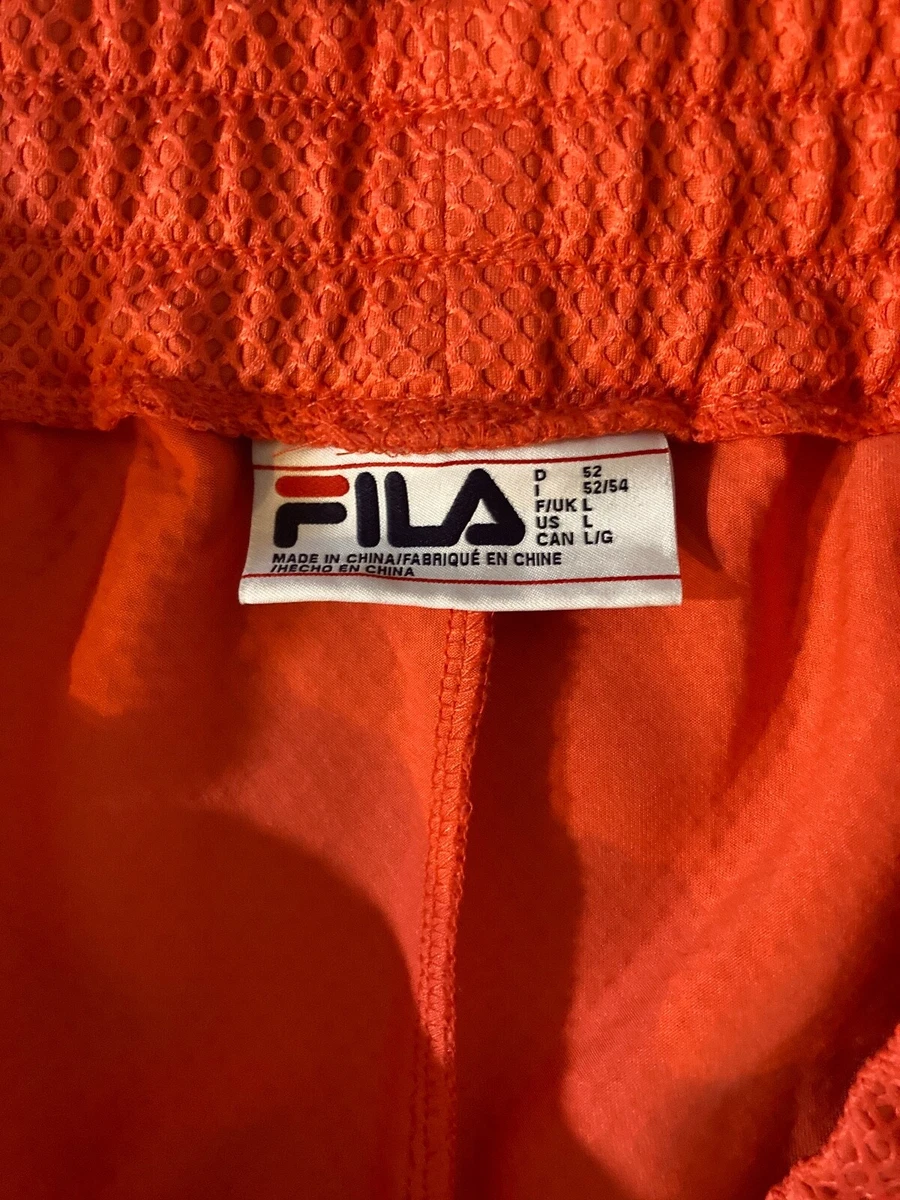 FILA
D 52
I 52/54
F/UK L
US L
CAN L/G
MADE IN CHINA/FABRIQUÉ EN CHINE
/HECHO EN CHINA